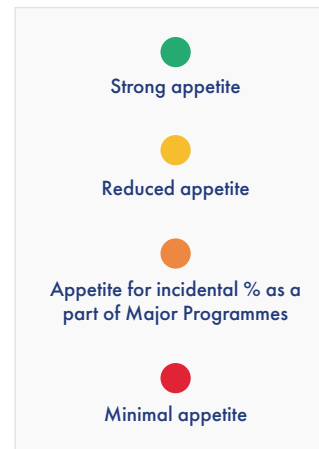 Strong appetite
Reduced appetite
Appetite for incidental % as a
part of Major Programmes
Minimal appetite